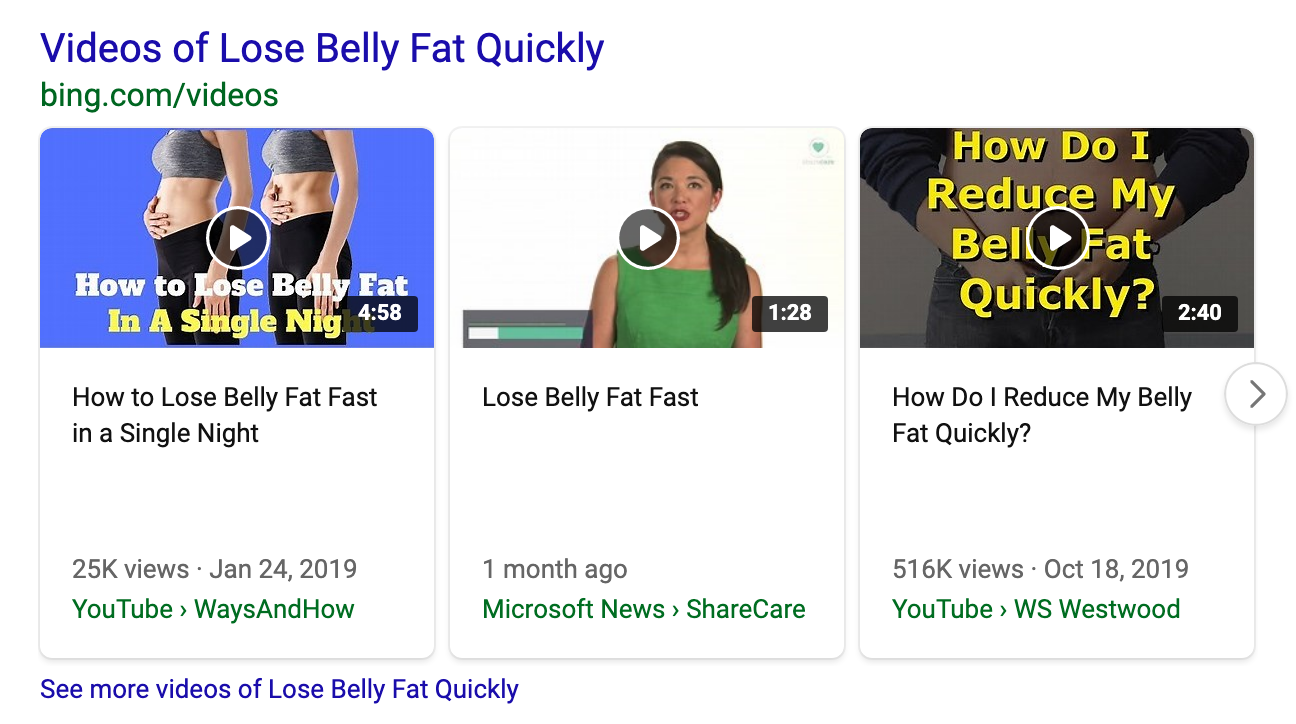 Videos of Lose Belly Fat Quickly
bing.com/videos
How to Lose Belly Fat
In A Single
4:58
How to Lose Belly Fat Fast
in a Single Night
25K views · Jan 24, 2019
YouTube › WaysAndHow
1:28
Lose Belly Fat Fast
1 month ago
Microsoft News › ShareCare
How Do I
Reduce My
Belly Fat
Quickly?
2:40
How Do I Reduce My Belly
Fat Quickly?
516K views · Oct 18, 2019
YouTube › WS Westwood
See more videos of Lose Belly Fat Quickly